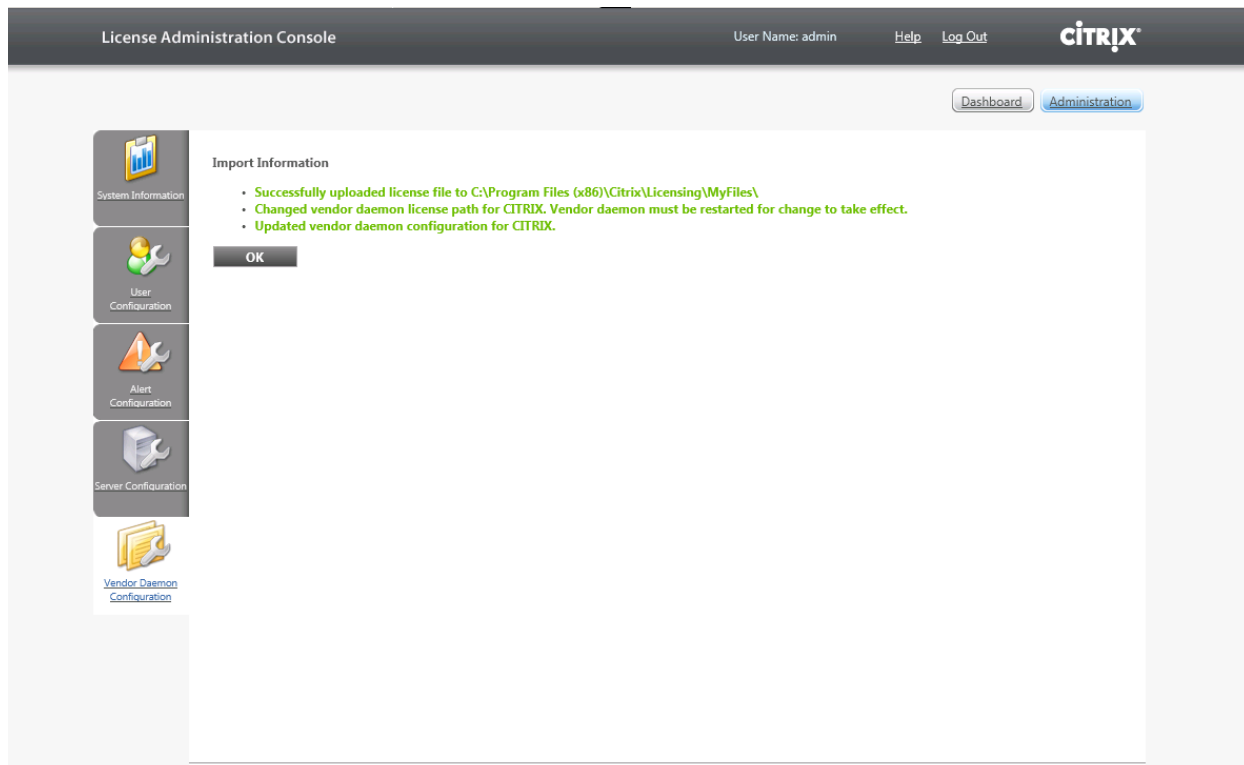 License Administration Console
User Name: admin
Help
Log Out
CİTRIX®
Dashboard
Administration
System Information
User
Configuration
Alert
Configuration
Server Configuration
Vendor Daemon
Configuration
Import Information
• Successfully uploaded license file to C:\Program Files (x86)\Citrix\Licensing\MyFiles\
• Changed vendor daemon license path for CITRIX. Vendor daemon must be restarted for change to take effect.
• Updated vendor daemon configuration for CITRIX.
OK